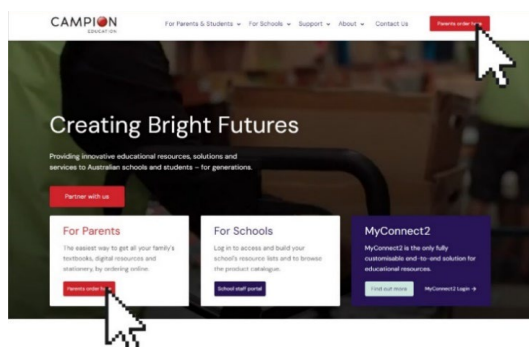 CAMPION
EDUCATION
For Parents & Students For Schools Support About Contact Us
Parents order here
Creating Bright Futures
Providing innovative educational resources, solutions and
services to Australian schools and students – for generations.
Partner with us
For Parents
The easiest way to get all your family's
textbooks, digital resources and
stationery, by ordering online.
Parents order
For Schools
Log in to access and build your
school's resource lists and to browse
the product catalogue.
School staff portal
MyConnect2
MyConnect2 is the only fully
customisable end-to-end solution for
educational resources.
Find out more MyConnect2 Login →